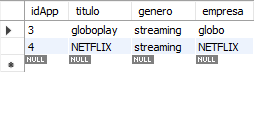 idApp titulo genero empresa
3 globoplay streaming globo
4 NETFLIX streaming NETFLIX
NULL NULL NULL NULL